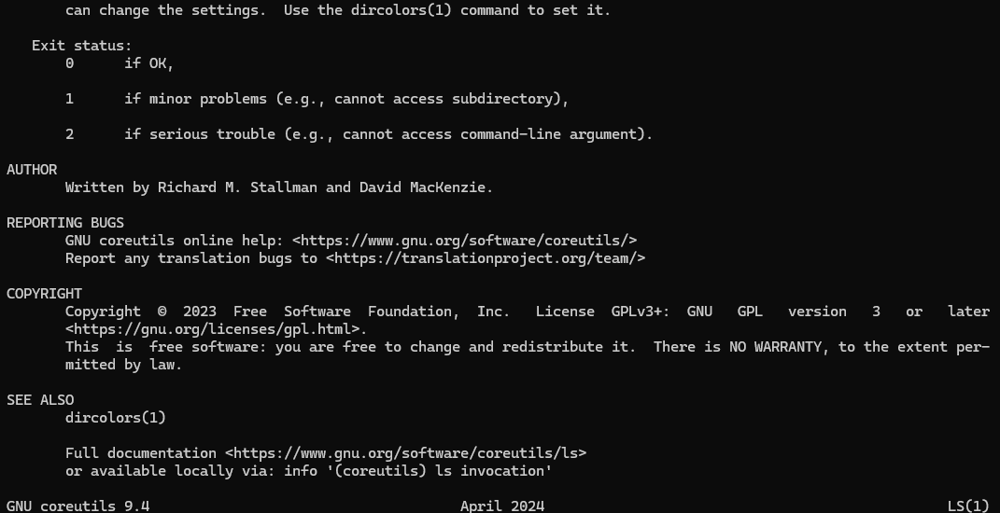 can change the settings.  Use the dircolors(1) command to set it.
Exit status:
0      if OK,
1      if minor problems (e.g., cannot access subdirectory),
2      if serious trouble (e.g., cannot access command-line argument).
AUTHOR
Written by Richard M. Stallman and David MacKenzie.
REPORTING BUGS
GNU coreutils online help: <https://www.gnu.org/software/coreutils/>
Report any translation bugs to <https://translationproject.org/team/>
COPYRIGHT
Copyright  ©  2023  Free  Software  Foundation,  Inc.   License  GPLv3+:  GNU   GPL   version   3   or   later
<https://gnu.org/licenses/gpl.html>.
This  is  free software: you are free to change and redistribute it.  There is NO WARRANTY, to the extent per-
mitted by law.
SEE ALSO
dircolors(1)
Full documentation <https://www.gnu.org/software/coreutils/ls>
or available locally via: info '(coreutils) ls invocation'
GNU coreutils 9.4                                     April 2024                                                LS(1)